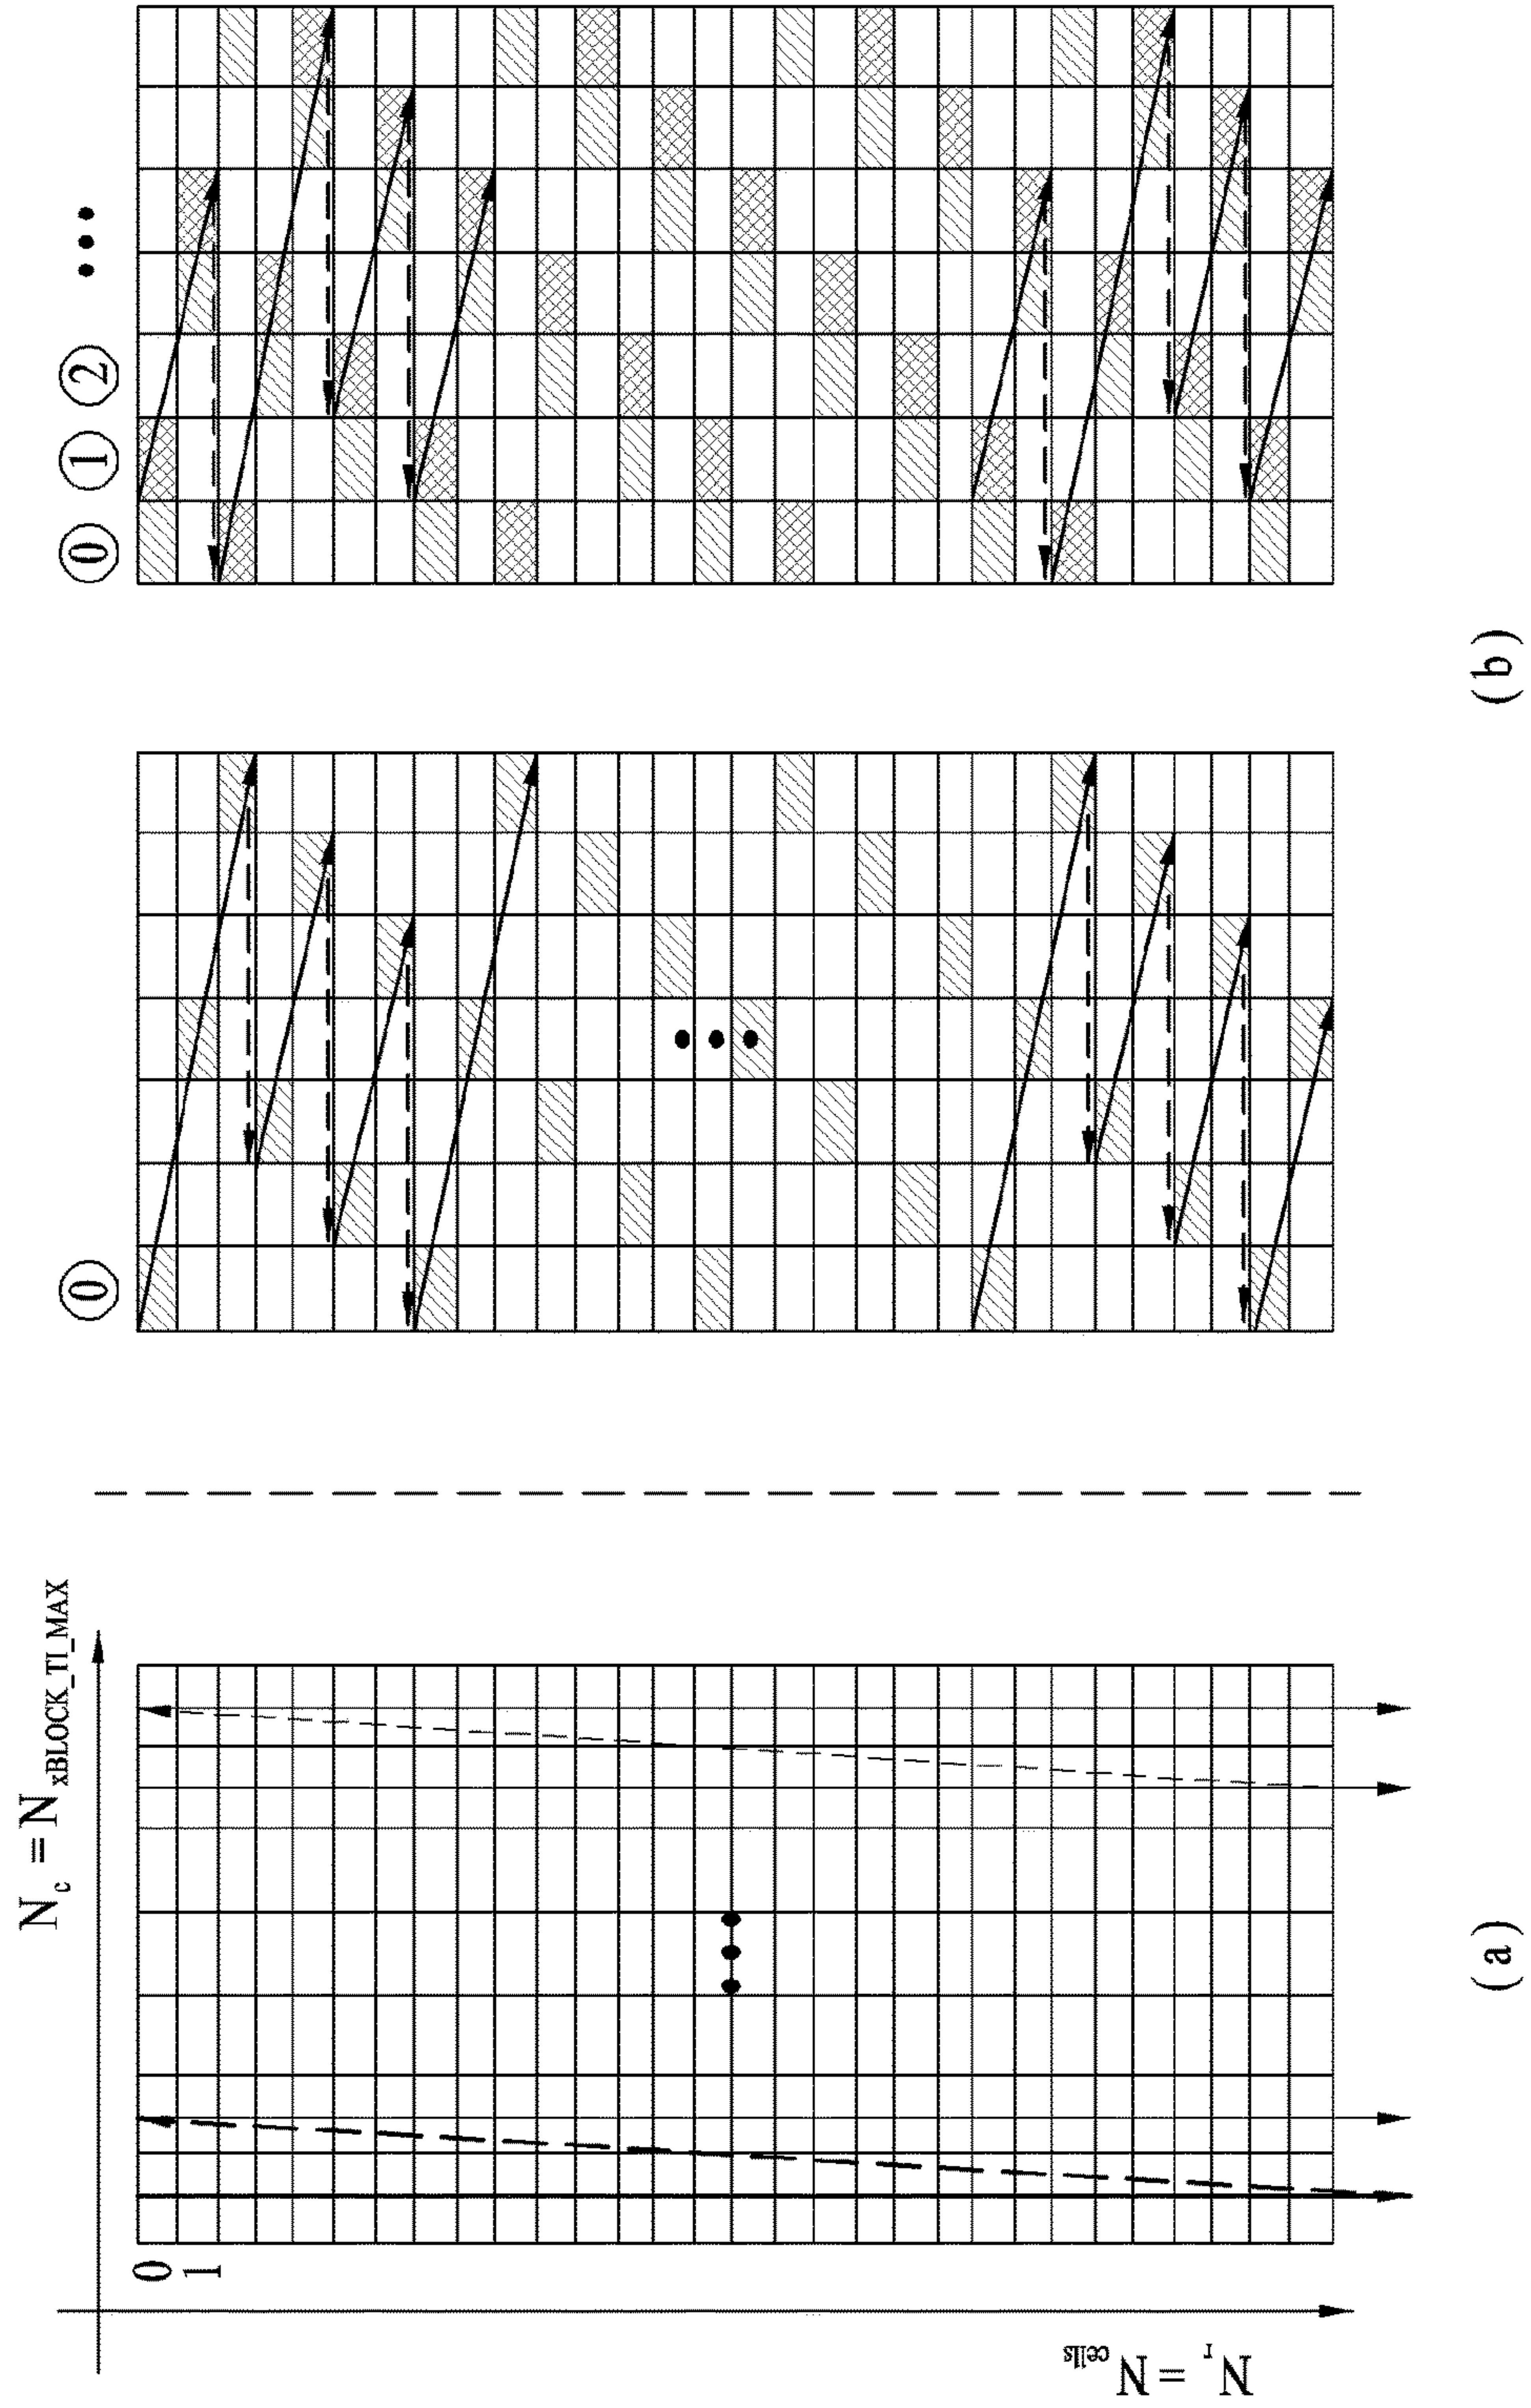 N_c = N_xBLOCK_TI_MAX
N_r = N_cells
0
1
(a)
⓪
⓪ ① ② •••
(b)